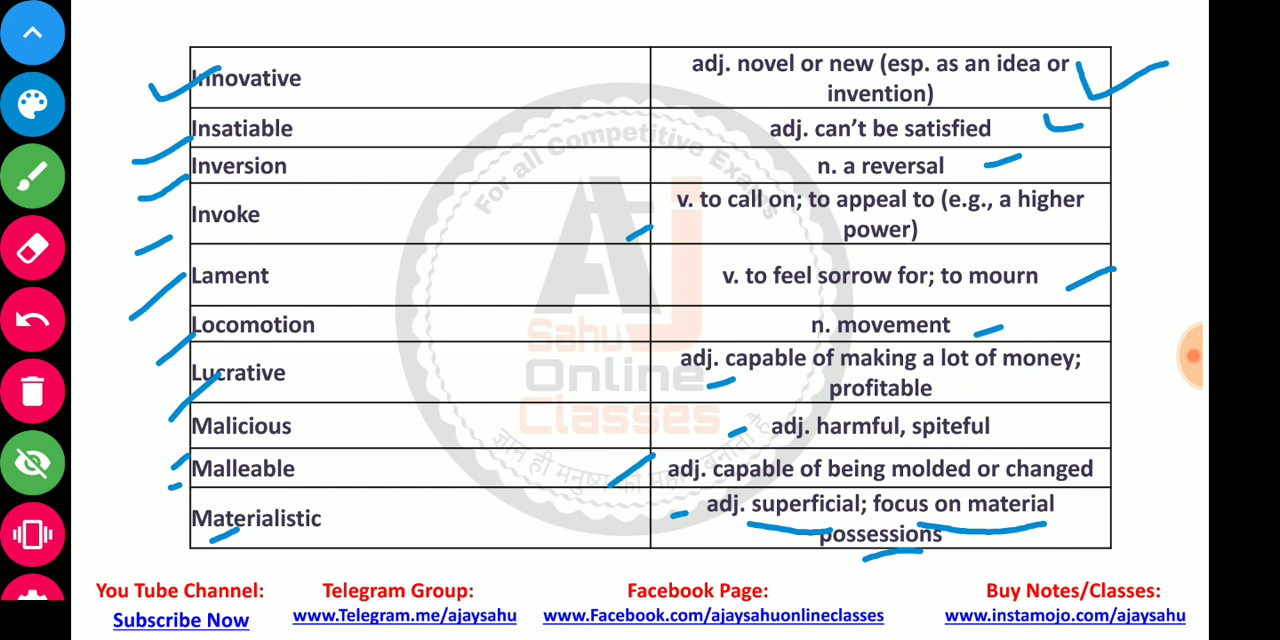 Innovative
adj. novel or new (esp. as an idea or
invention)
Insatiable
adj. can’t be satisfied
Inversion
n. a reversal
Invoke
v. to call on; to appeal to (e.g., a higher
power)
Lament
v. to feel sorrow for; to mourn
Locomotion
n. movement
Lucrative
adj. capable of making a lot of money;
profitable
Malicious
adj. harmful, spiteful
Malleable
adj. capable of being molded or changed
Materialistic
adj. superficial; focus on material
possessions
For all Competitive Exams
AJ
Sahu
Online
Classes
ज्ञान ही मनुष्य को महान बनाता है
You Tube Channel:
Telegram Group:
Facebook Page:
Buy Notes/Classes:
Subscribe Now
www.Telegram.me/ajaysahu
www.Facebook.com/ajaysahuonlineclasses
www.instamojo.com/ajaysahu